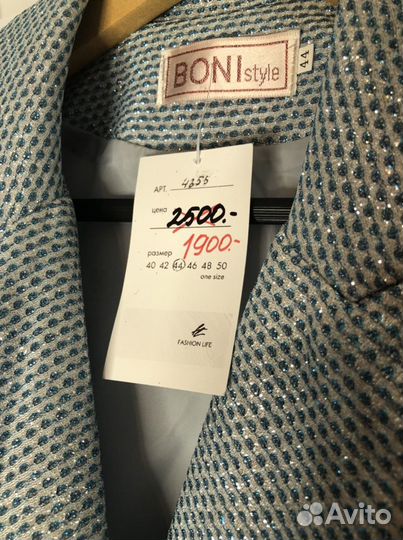 BONI style
44
АРТ. 4355
цена 2500.-
1900.-
размер
40 42 44 46 48 50
one size
FASHION LIFE
Avito